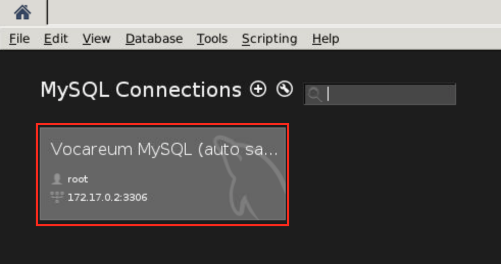 File Edit View Database Tools Scripting Help
MySQL Connections
Vocareum MySQL (auto sa...
root
172.17.0.2:3306